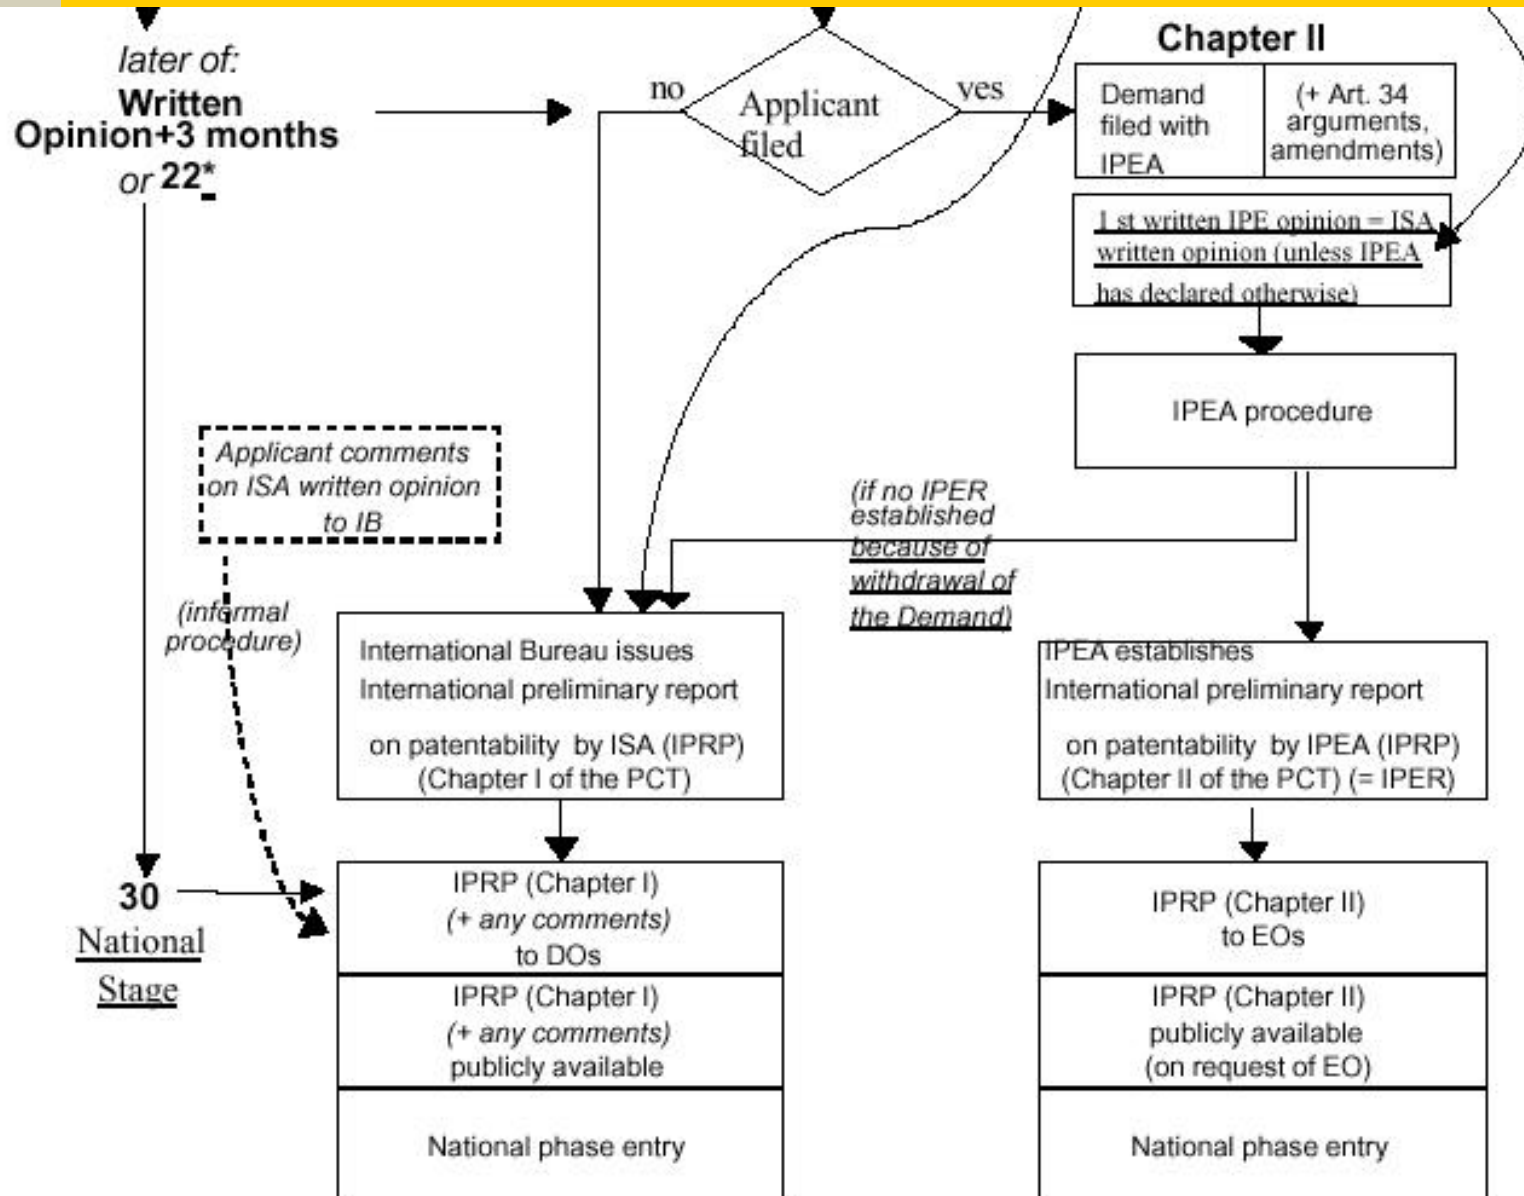 later of:
Written
Opinion+3 months
or 22*
no
Applicant
filed
yes
Chapter II
Demand
filed with
IPEA
(+ Art. 34
arguments,
amendments)
1 st written IPE opinion = ISA
written opinion (unless IPEA
has declared otherwise)
IPEA procedure
Applicant comments
on ISA written opinion
to IB
(informal
procedure)
(if no IPER
established
because of
withdrawal of
the Demand)
International Bureau issues
International preliminary report
on patentability by ISA (IPRP)
(Chapter I of the PCT)
IPEA establishes
International preliminary report
on patentability by IPEA (IPRP)
(Chapter II of the PCT) (= IPER)
30
National
Stage
IPRP (Chapter I)
(+ any comments)
to DOs
IPRP (Chapter I)
(+ any comments)
publicly available
National phase entry
IPRP (Chapter II)
to EOs
IPRP (Chapter II)
publicly available
(on request of EO)
National phase entry